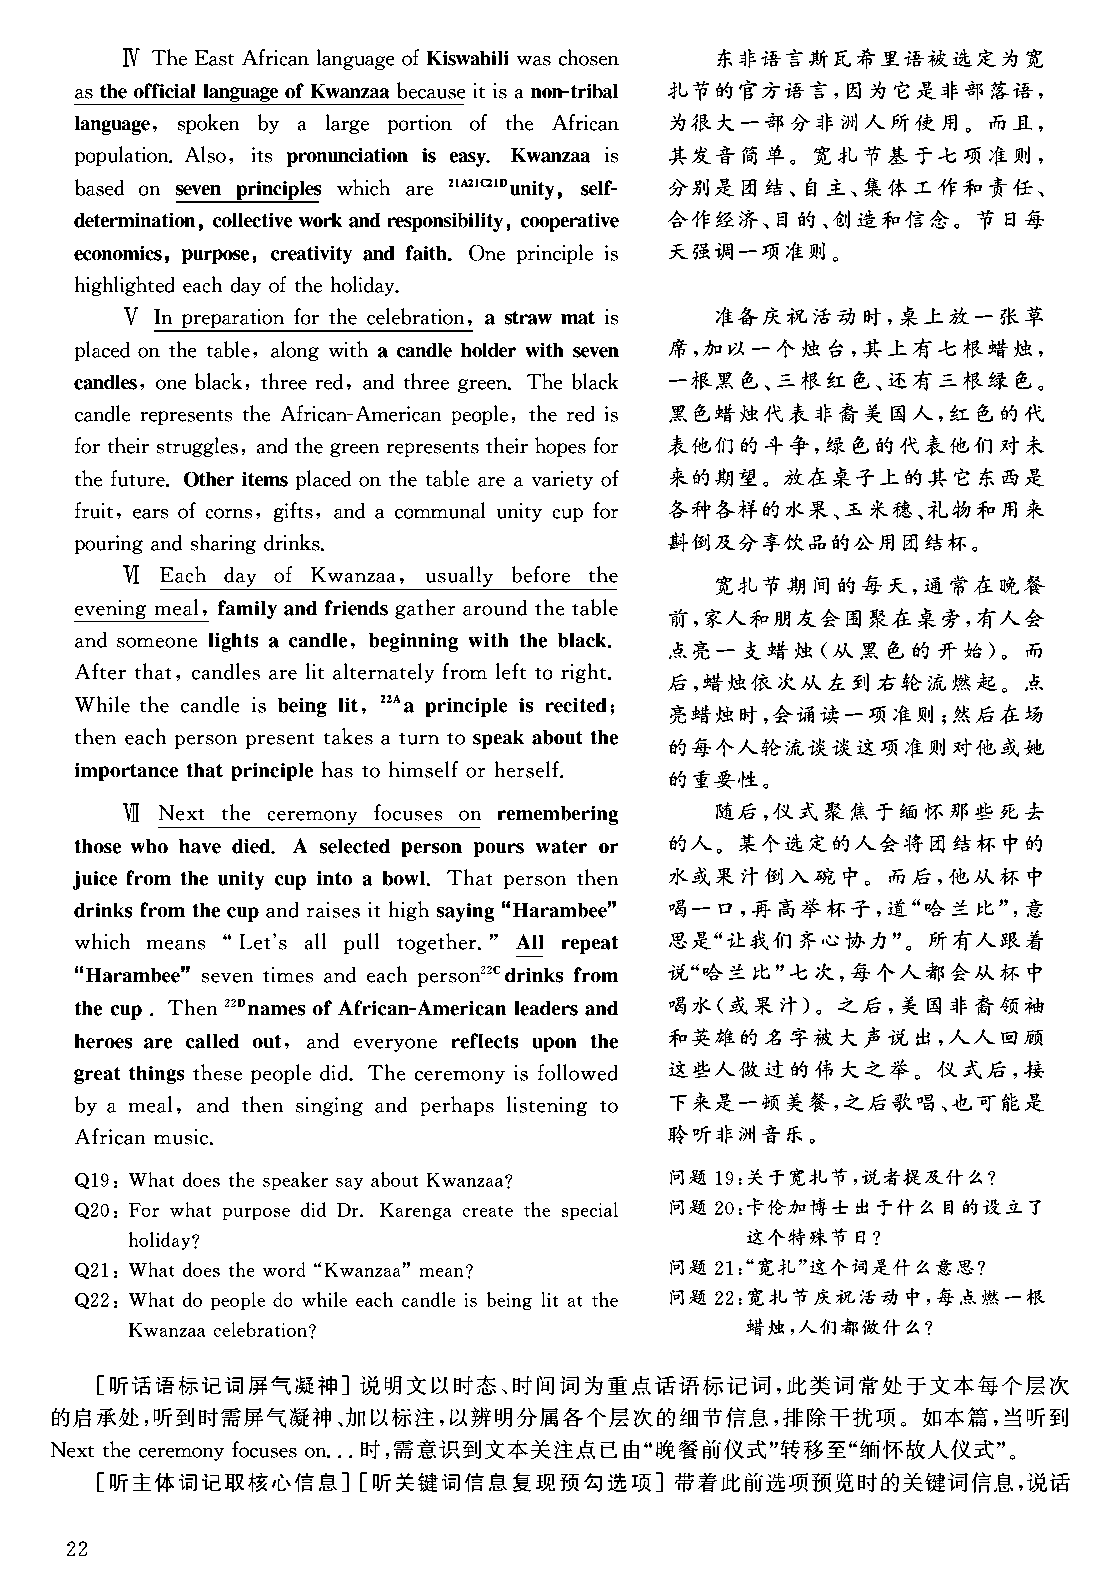 Ⅳ The East African language of Kiswahili was chosen
as the official language of Kwanzaa because it is a non-tribal
language, spoken by a large portion of the African
population. Also, its pronunciation is easy. Kwanzaa is
based on seven principles which are 21A21C21Dunity, self-
determination, collective work and responsibility, cooperative
economics, purpose, creativity and faith. One principle is
highlighted each day of the holiday.
Ⅴ In preparation for the celebration, a straw mat is
placed on the table, along with a candle holder with seven
candles, one black, three red, and three green. The black
candle represents the African-American people, the red is
for their struggles, and the green represents their hopes for
the future. Other items placed on the table are a variety of
fruit, ears of corns, gifts, and a communal unity cup for
pouring and sharing drinks.
Ⅵ Each day of Kwanzaa, usually before the
evening meal, family and friends gather around the table
and someone lights a candle, beginning with the black.
After that, candles are lit alternately from left to right.
While the candle is being lit, 22Aa principle is recited;
then each person present takes a turn to speak about the
importance that principle has to himself or herself.
Ⅶ Next the ceremony focuses on remembering
those who have died. A selected person pours water or
juice from the unity cup into a bowl. That person then
drinks from the cup and raises it high saying “Harambee”
which means “Let's all pull together.” All repeat
“Harambee” seven times and each person22Cdrinks from
the cup. Then 22Dnames of African-American leaders and
heroes are called out, and everyone reflects upon the
great things these people did. The ceremony is followed
by a meal, and then singing and perhaps listening to
African music.
Q19: What does the speaker say about Kwanzaa?
Q20: For what purpose did Dr. Karenga create the special
holiday?
Q21: What does the word “Kwanzaa” mean?
Q22: What do people do while each candle is being lit at the
Kwanzaa celebration?
东非语言斯瓦希里语被选定为宽
扎节的官方语言,因为它是非部落语,
为很大一部分非洲人所使用。而且,
其发音简单。宽扎节基于七项准则,
分别是团结、自主、集体工作和责任、
合作经济、目的、创造和信念。节日每
天强调一项准则。
准备庆祝活动时,桌上放一张草
席,加以一个烛台,其上有七根蜡烛,
一根黑色、三根红色、还有三根绿色。
黑色蜡烛代表非裔美国人,红色的代
表他们的斗争,绿色的代表他们对未
来的期望。放在桌子上的其它东西是
各种各样的水果、玉米穗、礼物和用来
斟倒及分享饮品的公用团结杯。
宽扎节期间的每天,通常在晚餐
前,家人和朋友会围聚在桌旁,有人会
点亮一支蜡烛(从黑色的开始)。而
后,蜡烛依次从左到右轮流燃起。点
亮蜡烛时,会诵读一项准则;然后在场
的每个人轮流谈谈这项准则对他或她
的重要性。
随后,仪式聚焦于缅怀那些死去
的人。某个选定的人会将团结杯中的
水或果汁倒入碗中。而后,他从杯中
喝一口,再高举杯子,道“哈兰比”,意
思是“让我们齐心协力”。所有人跟着
说“哈兰比”七次,每个人都会从杯中
喝水(或果汁)。之后,美国非裔领袖
和英雄的名字被大声说出,人人回顾
这些人做过的伟大之举。仪式后,接
下来是一顿美餐,之后歌唱、也可能是
聆听非洲音乐。
问题 19:关于宽扎节,说者提及什么?
问题 20:卡伦加博士出于什么目的设立了
这个特殊节日?
问题 21:“宽扎”这个词是什么意思?
问题 22:宽扎节庆祝活动中,每点燃一根
蜡烛,人们都做什么?
[听话语标记词屏气凝神] 说明文以时态、时间词为重点话语标记词,此类词常处于文本每个层次
的启承处,听到时需屏气凝神、加以标注,以辨明分属各个层次的细节信息,排除干扰项。如本篇,当听到
Next the ceremony focuses on... 时,需意识到文本关注点已由“晚餐前仪式”转移至“缅怀故人仪式”。
[听主体词记取核心信息][听关键词信息复现预勾选项] 带着此前选项预览时的关键词信息,说话
22